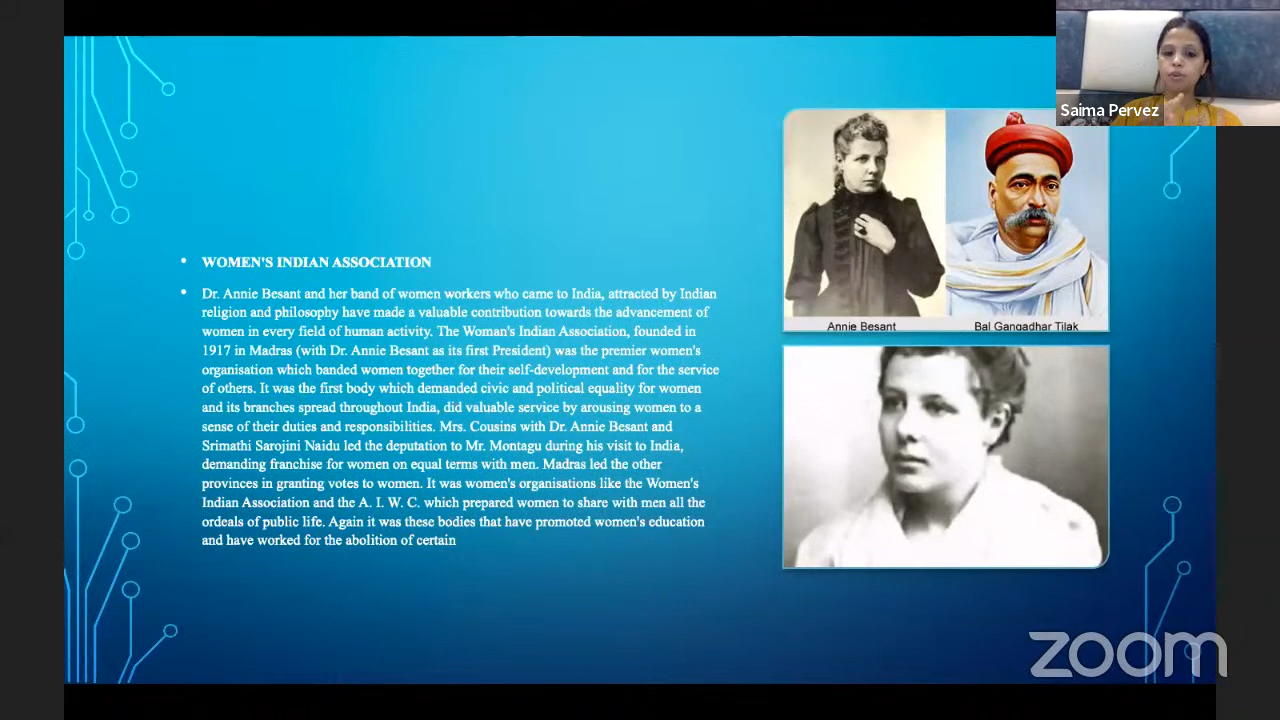 Saima Pervez
Annie Besant
Bal Gangadhar Tilak
• WOMEN'S INDIAN ASSOCIATION
• Dr. Annie Besant and her band of women workers who came to India, attracted by Indian
religion and philosophy have made a valuable contribution towards the advancement of
women in every field of human activity. The Woman's Indian Association, founded in
1917 in Madras (with Dr. Annie Besant as its first President) was the premier women's
organisation which banded women together for their self-development and for the service
of others. It was the first body which demanded civic and political equality for women
and its branches spread throughout India, did valuable service by arousing women to a
sense of their duties and responsibilities. Mrs. Cousins with Dr. Annie Besant and
Srimathi Sarojini Naidu led the deputation to Mr. Montagu during his visit to India,
demanding franchise for women on equal terms with men. Madras led the other
provinces in granting votes to women. It was women's organisations like the Women's
Indian Association and the A. I. W. C. which prepared women to share with men all the
ordeals of public life. Again it was these bodies that have promoted women's education
and have worked for the abolition of certain
zoom